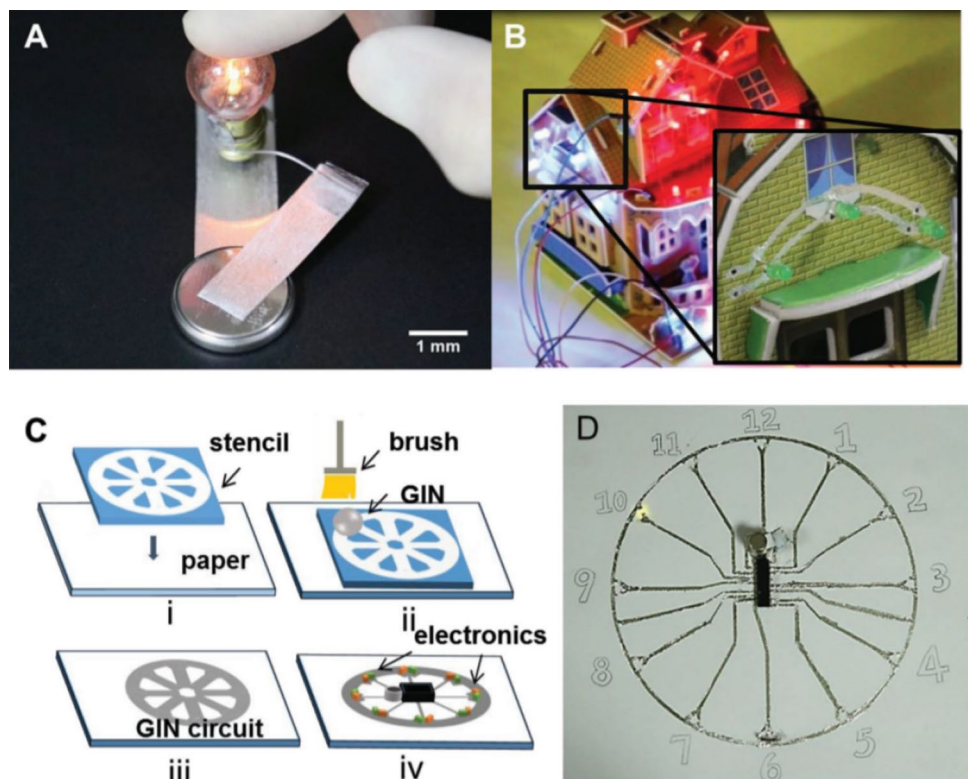 A
1 mm
B
C
stencil
paper
i
brush
GIN
ii
GIN circuit
iii
electronics
iv
D
12
1
2
3
4
5
6
7
8
9
10
11